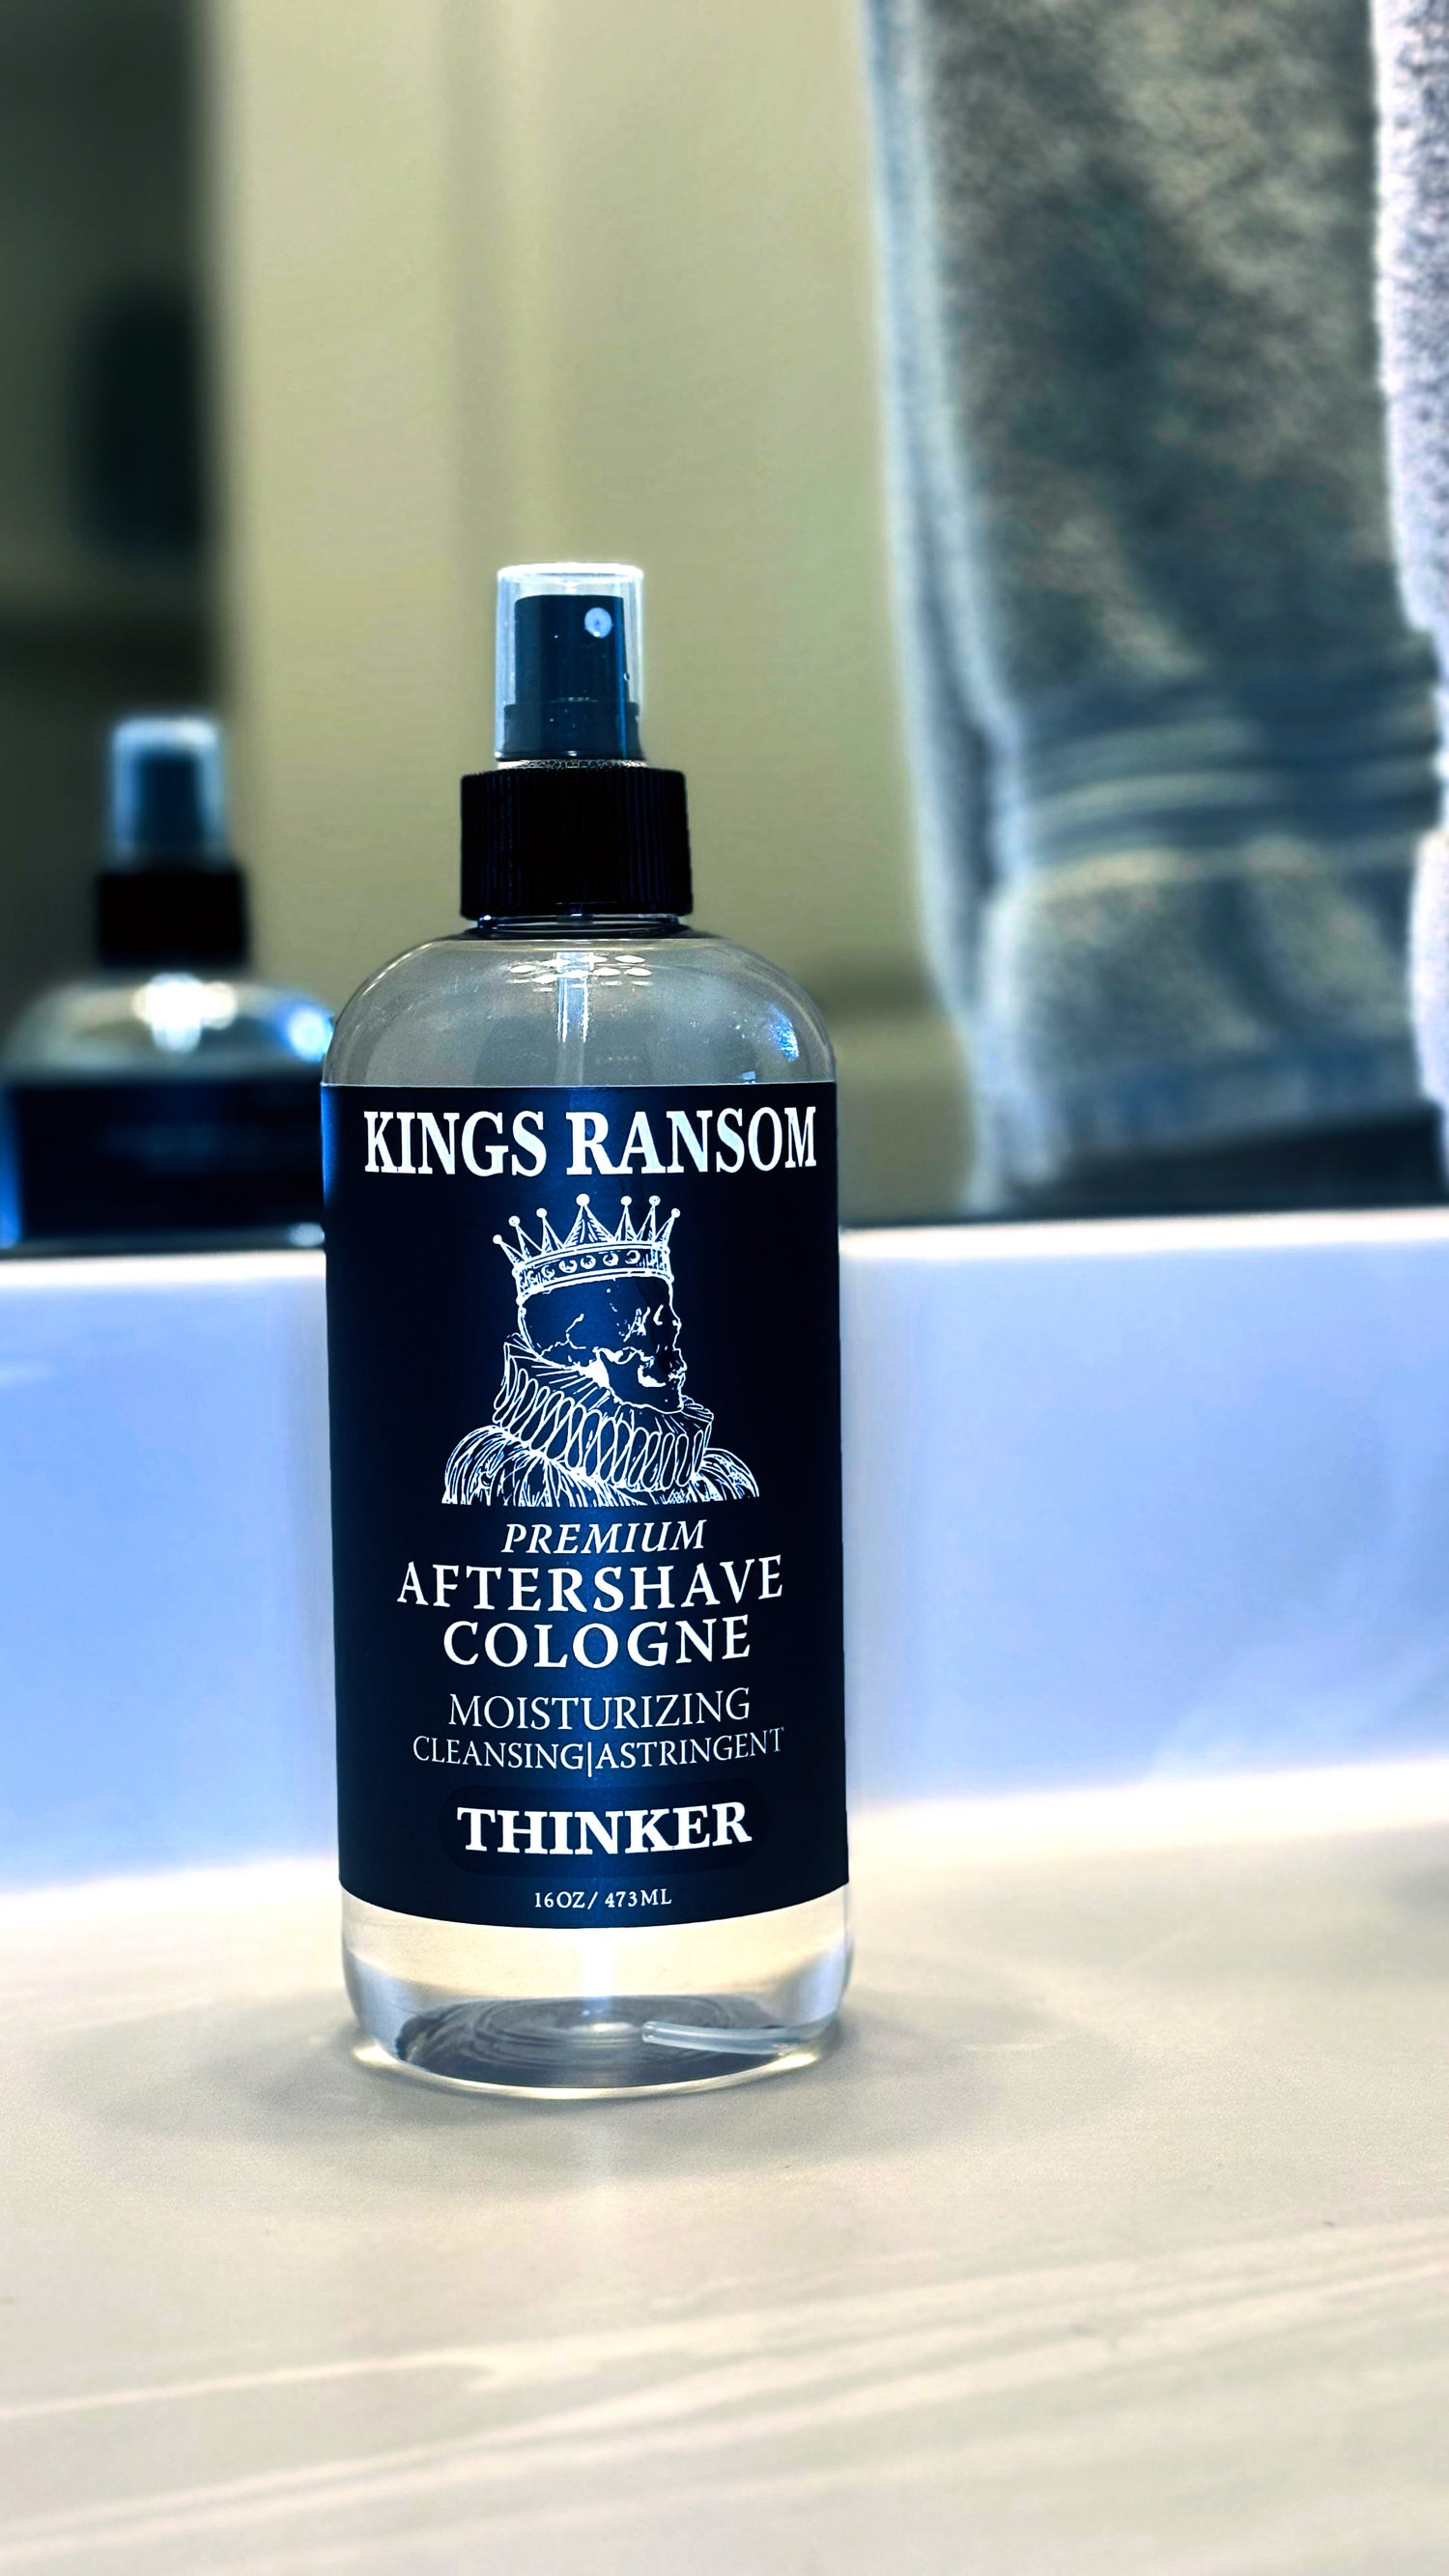 KINGS RANSOM
PREMIUM
AFTERSHAVE
COLOGNE
MOISTURIZING
CLEANSING|ASTRINGENT
THINKER
16OZ/ 473ML